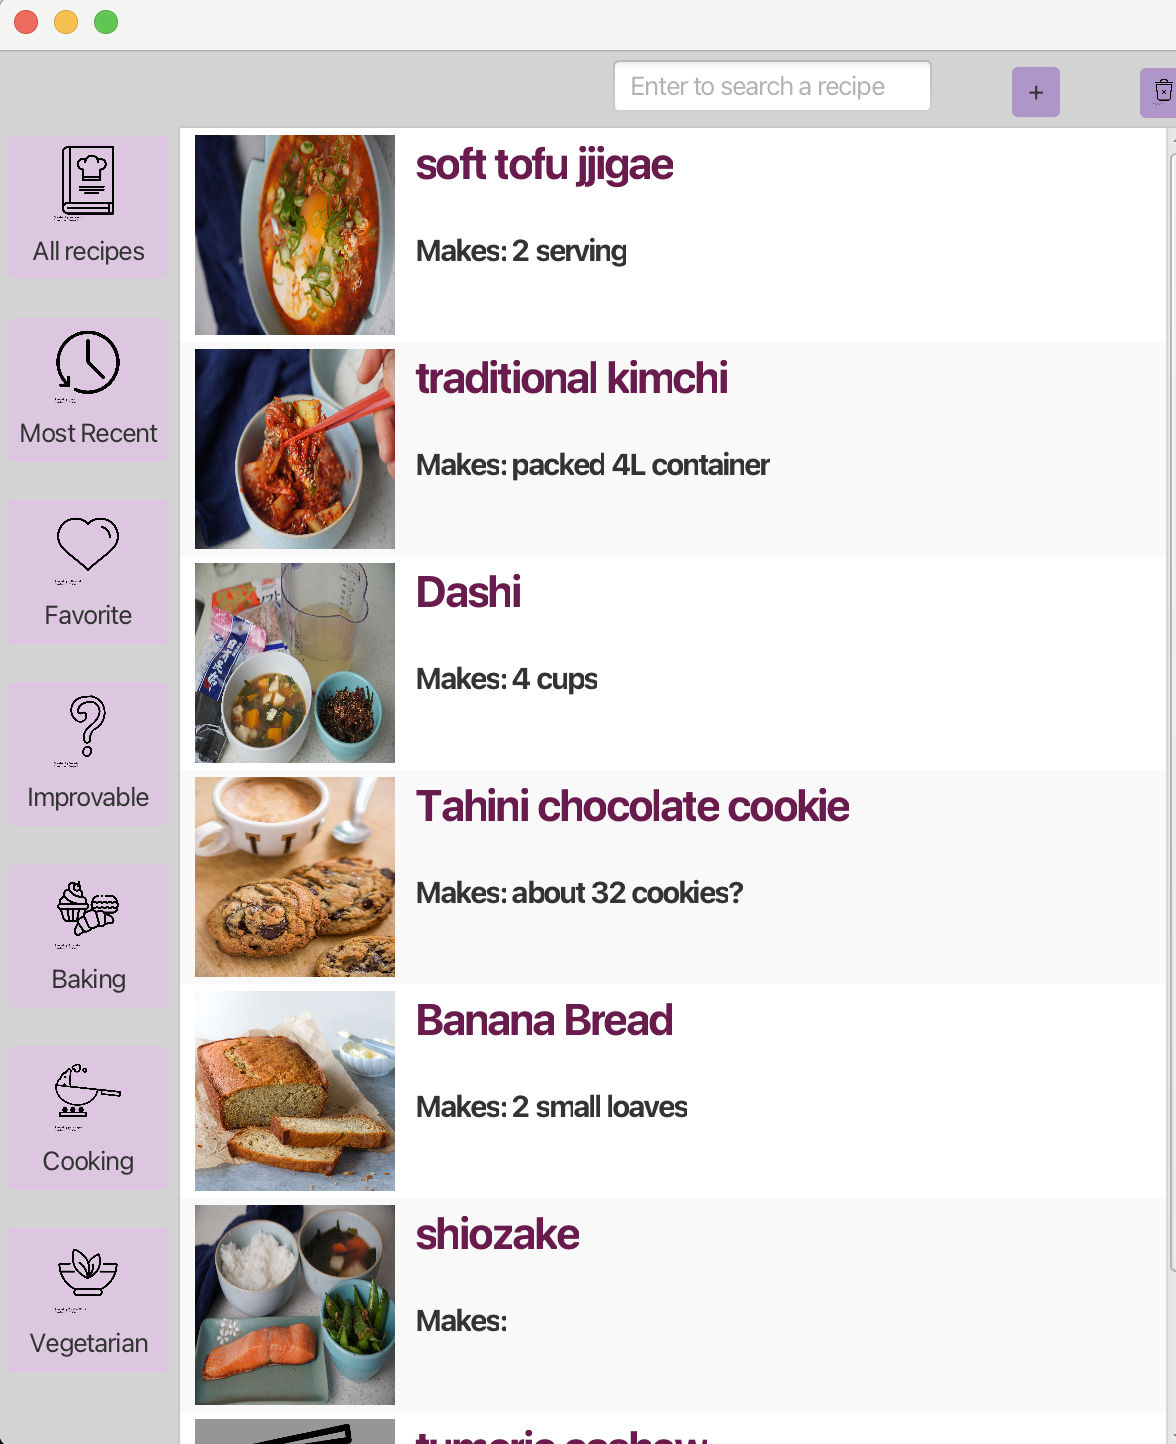 Enter to search a recipe
+
All recipes
Most Recent
Favorite
Improvable
Baking
Cooking
Vegetarian
soft tofu jjigae
Makes: 2 serving
traditional kimchi
Makes: packed 4L container
Dashi
Makes: 4 cups
Tahini chocolate cookie
Makes: about 32 cookies?
Banana Bread
Makes: 2 small loaves
shiozake
Makes:
tumeric cashew